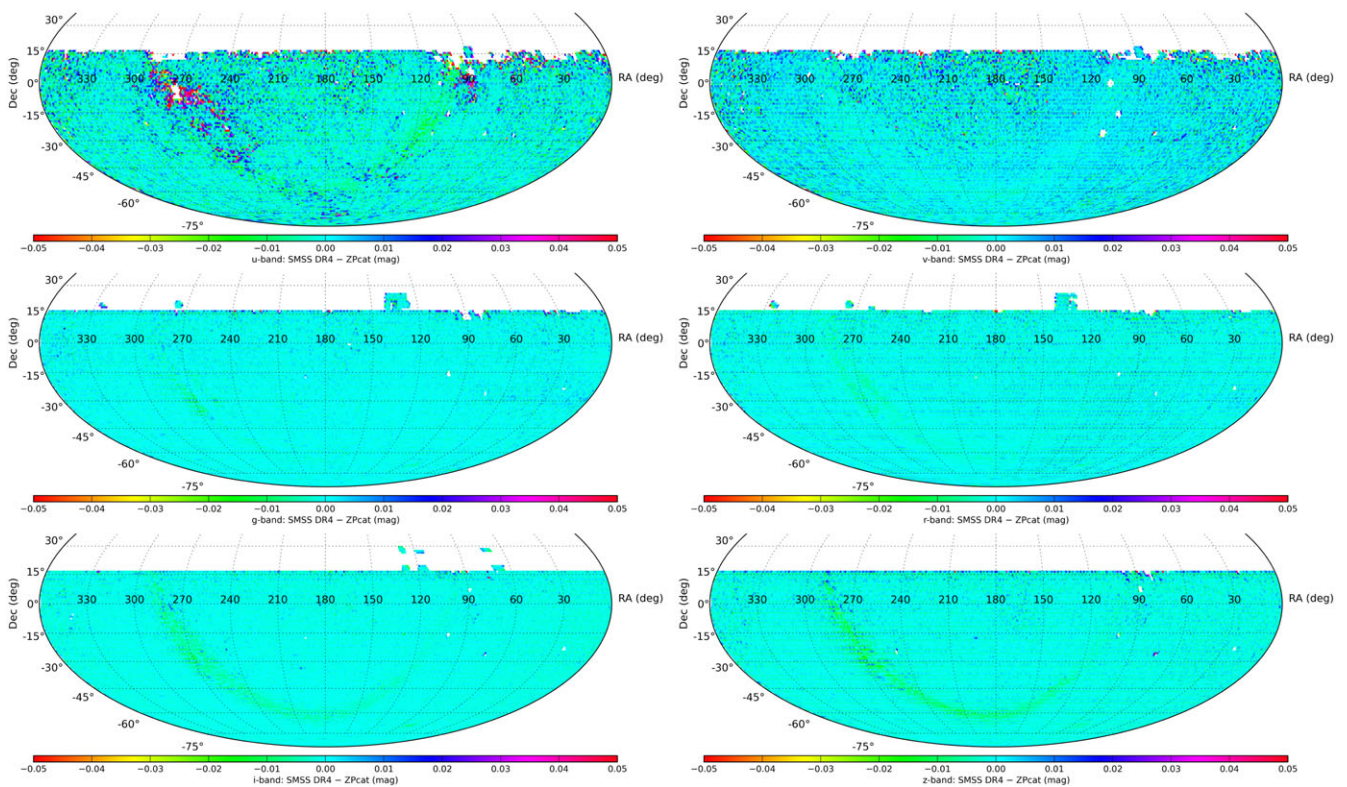 30° 30°
15° 15°
Dec (deg) 0° 330 300 270 240 210 180 150 120 90 60 30 RA (deg) Dec (deg) 0° 330 300 270 240 210 180 150 120 90 60 30 RA (deg)
-15° -15°
-30° -30°
-45° -45°
-60° -60°
-75° -75°
−0.05 −0.04 −0.03 −0.02 −0.01 0.00 0.01 0.02 0.03 0.04 0.05 −0.05 −0.04 −0.03 −0.02 −0.01 0.00 0.01 0.02 0.03 0.04 0.05
u-band: SMSS DR4 − ZPcat (mag) v-band: SMSS DR4 − ZPcat (mag)
30° 30°
15° 15°
Dec (deg) 0° 330 300 270 240 210 180 150 120 90 60 30 RA (deg) Dec (deg) 0° 330 300 270 240 210 180 150 120 90 60 30 RA (deg)
-15° -15°
-30° -30°
-45° -45°
-60° -60°
-75° -75°
−0.05 −0.04 −0.03 −0.02 −0.01 0.00 0.01 0.02 0.03 0.04 0.05 −0.05 −0.04 −0.03 −0.02 −0.01 0.00 0.01 0.02 0.03 0.04 0.05
g-band: SMSS DR4 − ZPcat (mag) r-band: SMSS DR4 − ZPcat (mag)
30° 30°
15° 15°
Dec (deg) 0° 330 300 270 240 210 180 150 120 90 60 30 RA (deg) Dec (deg) 0° 330 300 270 240 210 180 150 120 90 60 30 RA (deg)
-15° -15°
-30° -30°
-45° -45°
-60° -60°
-75° -75°
−0.05 −0.04 −0.03 −0.02 −0.01 0.00 0.01 0.02 0.03 0.04 0.05 −0.05 −0.04 −0.03 −0.02 −0.01 0.00 0.01 0.02 0.03 0.04 0.05
i-band: SMSS DR4 − ZPcat (mag) z-band: SMSS DR4 − ZPcat (mag)